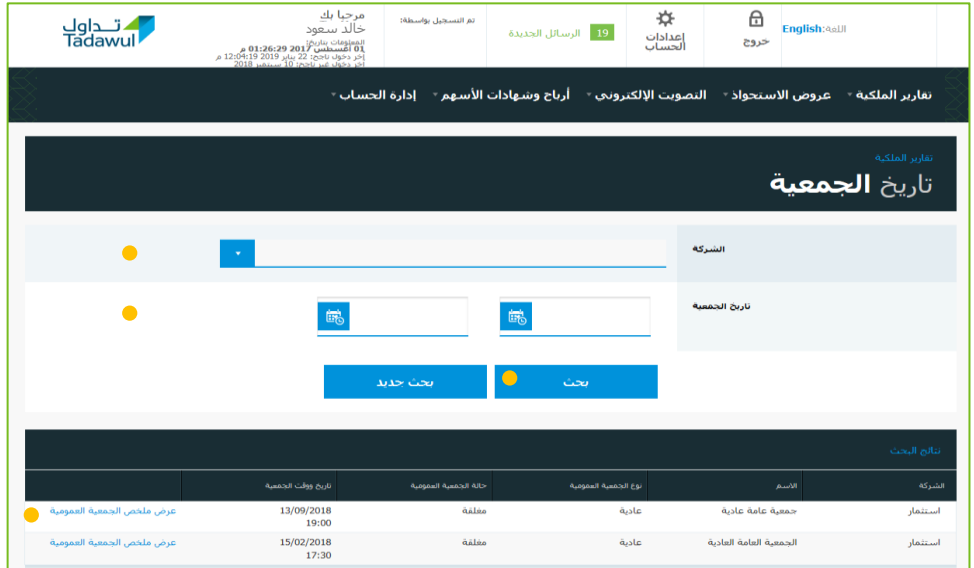 تـداول
Tadawul
مرحبا بك
خالد سعود
المعلومات بتاريخ:
01 أغسطس 2017 01:26:29 م
إخر دخول ناجح: 22 يناير 2019 12:04:19 م
اخر دخول غير ناجح: 10 سبتمبر 2018
تم التسجيل بواسطة:
19 الرسائل الجديدة
إعدادات
الحساب
خروج
اللغة:English
تقارير الملكية عروض الاستحواذ التصويت الإلكتروني أرباح وشهادات الأسهم إدارة الحساب
تقارير الملكية
تاريخ الجمعية
الشركة
تاريخ الجمعية
بحث بحث جديد
نتائج البحث
الشركة الاسم نوع الجمعية العمومية حالة الجمعية العمومية تاريخ ووقت الجمعية
استثمار جمعية عامة عادية عادية مغلقة 13/09/2018 عرض ملخص الجمعية العمومية
19:00
استثمار الجمعية العامة العادية عادية مغلقة 15/02/2018 عرض ملخص الجمعية العمومية
17:30